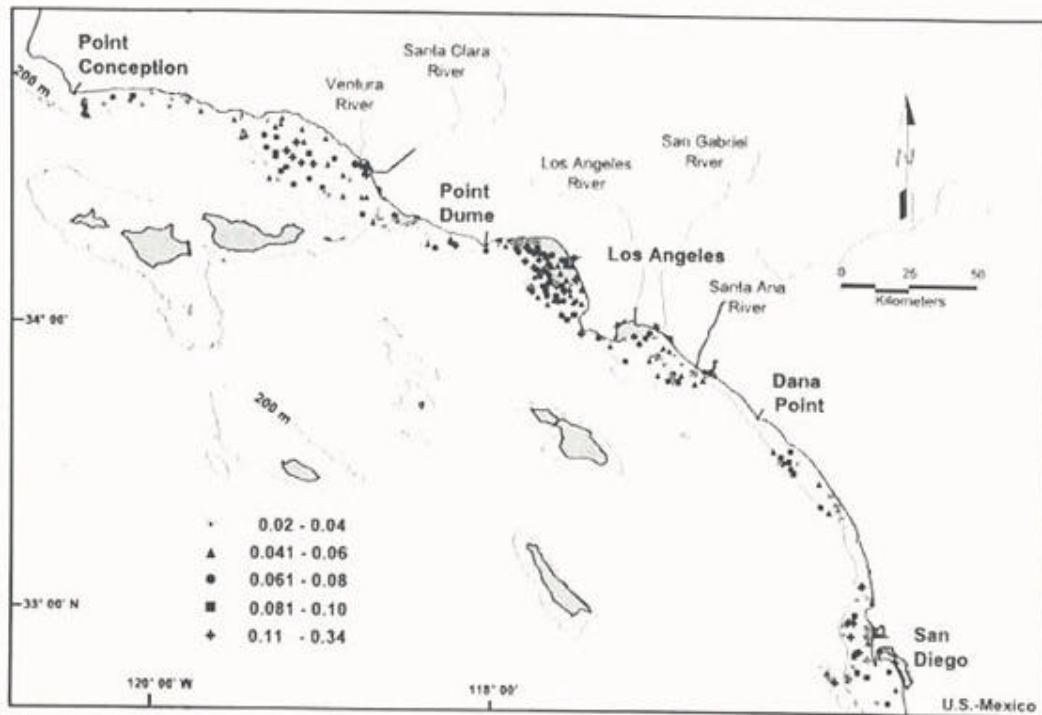 Point
Conception
200 m
Ventura
River
Santa Clara
River
Point
Dume
Los Angeles
River
San Gabriel
River
N
Los Angeles
Santa Ana
River
0 25 50
Kilometers
34° 00'
Dana
Point
200 m
0.02 - 0.04
0.041 - 0.06
0.061 - 0.08
0.081 - 0.10
0.11 - 0.34
33° 00' N
San
Diego
120° 00' W
118° 00'
U.S.-Mexico